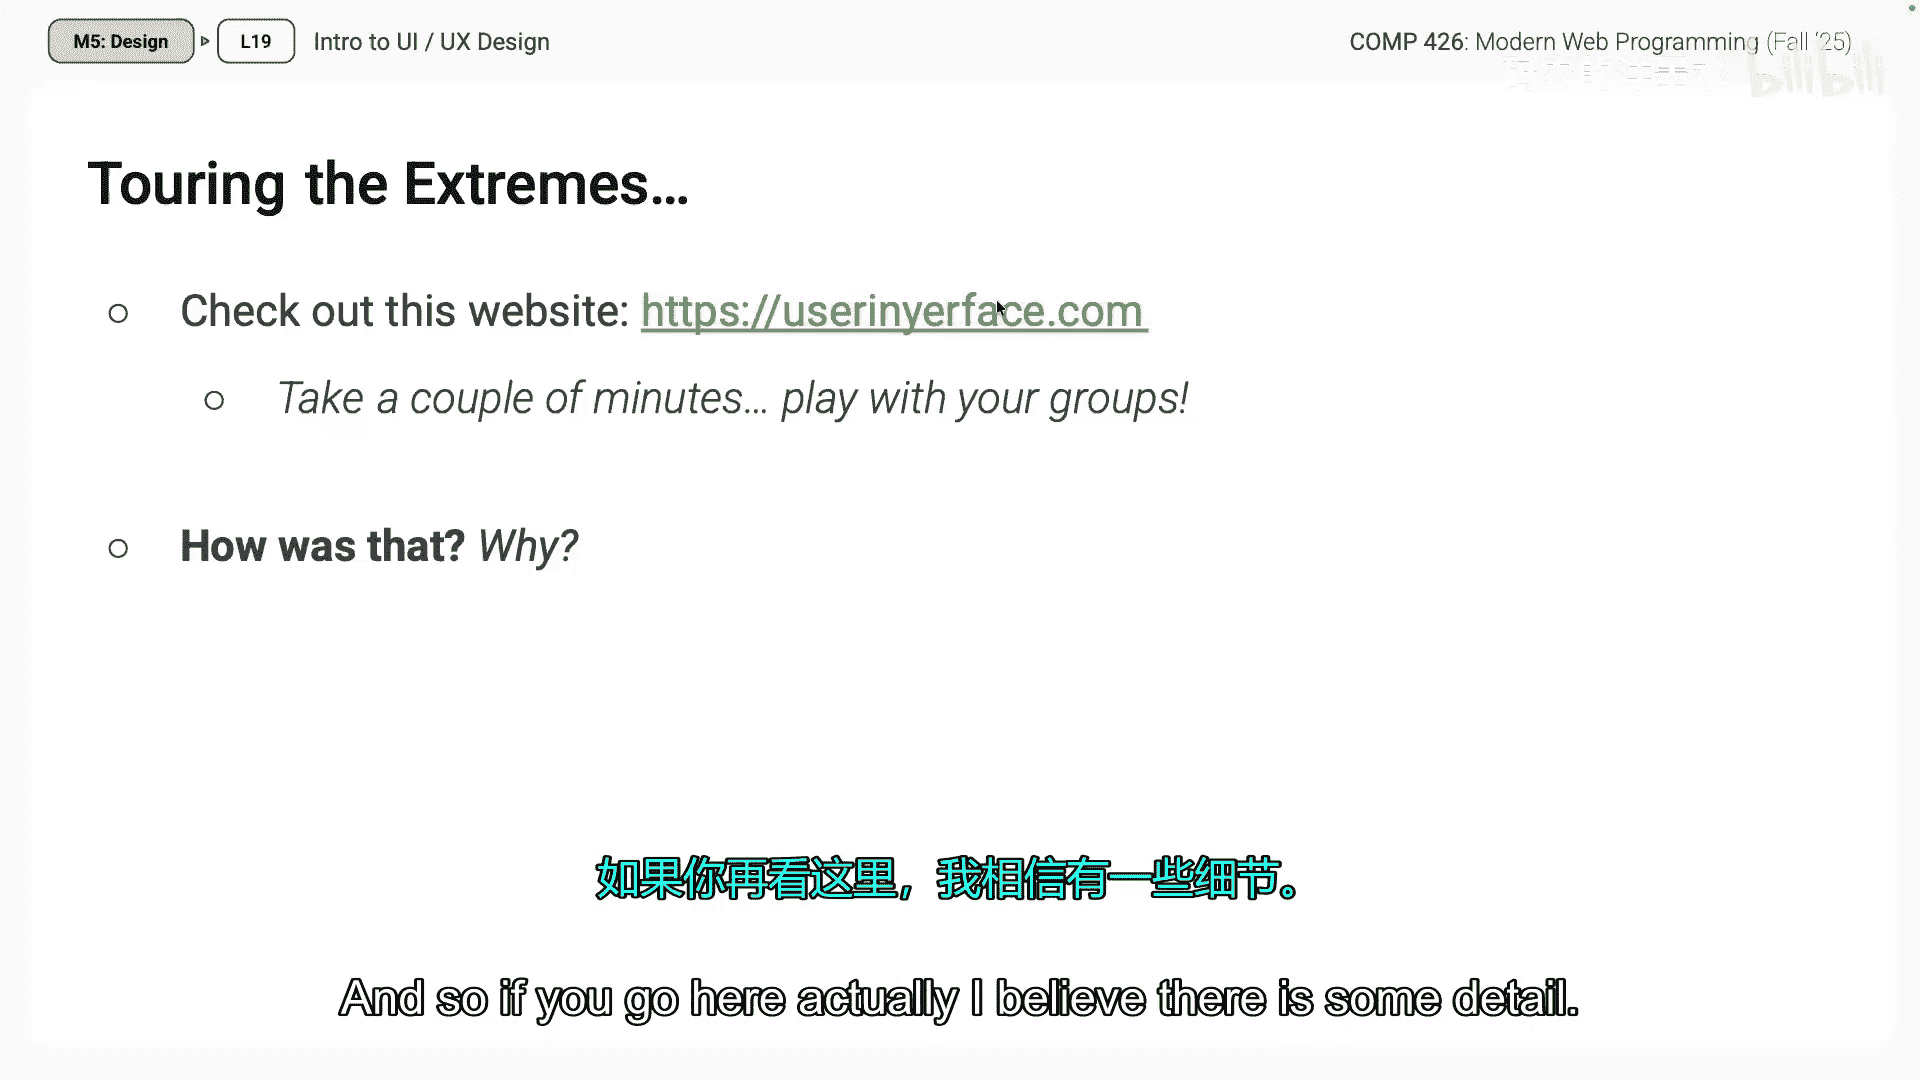 M5: Design
L19
Intro to UI / UX Design
COMP 426: Modern Web Programming (Fall '25)
bilibili
Touring the Extremes...
Check out this website: https://userinyerface.com
Take a couple of minutes... play with your groups!
How was that? Why?
如果你再看这里，我相信有一些细节。
And so if you go here actually I believe there is some detail.